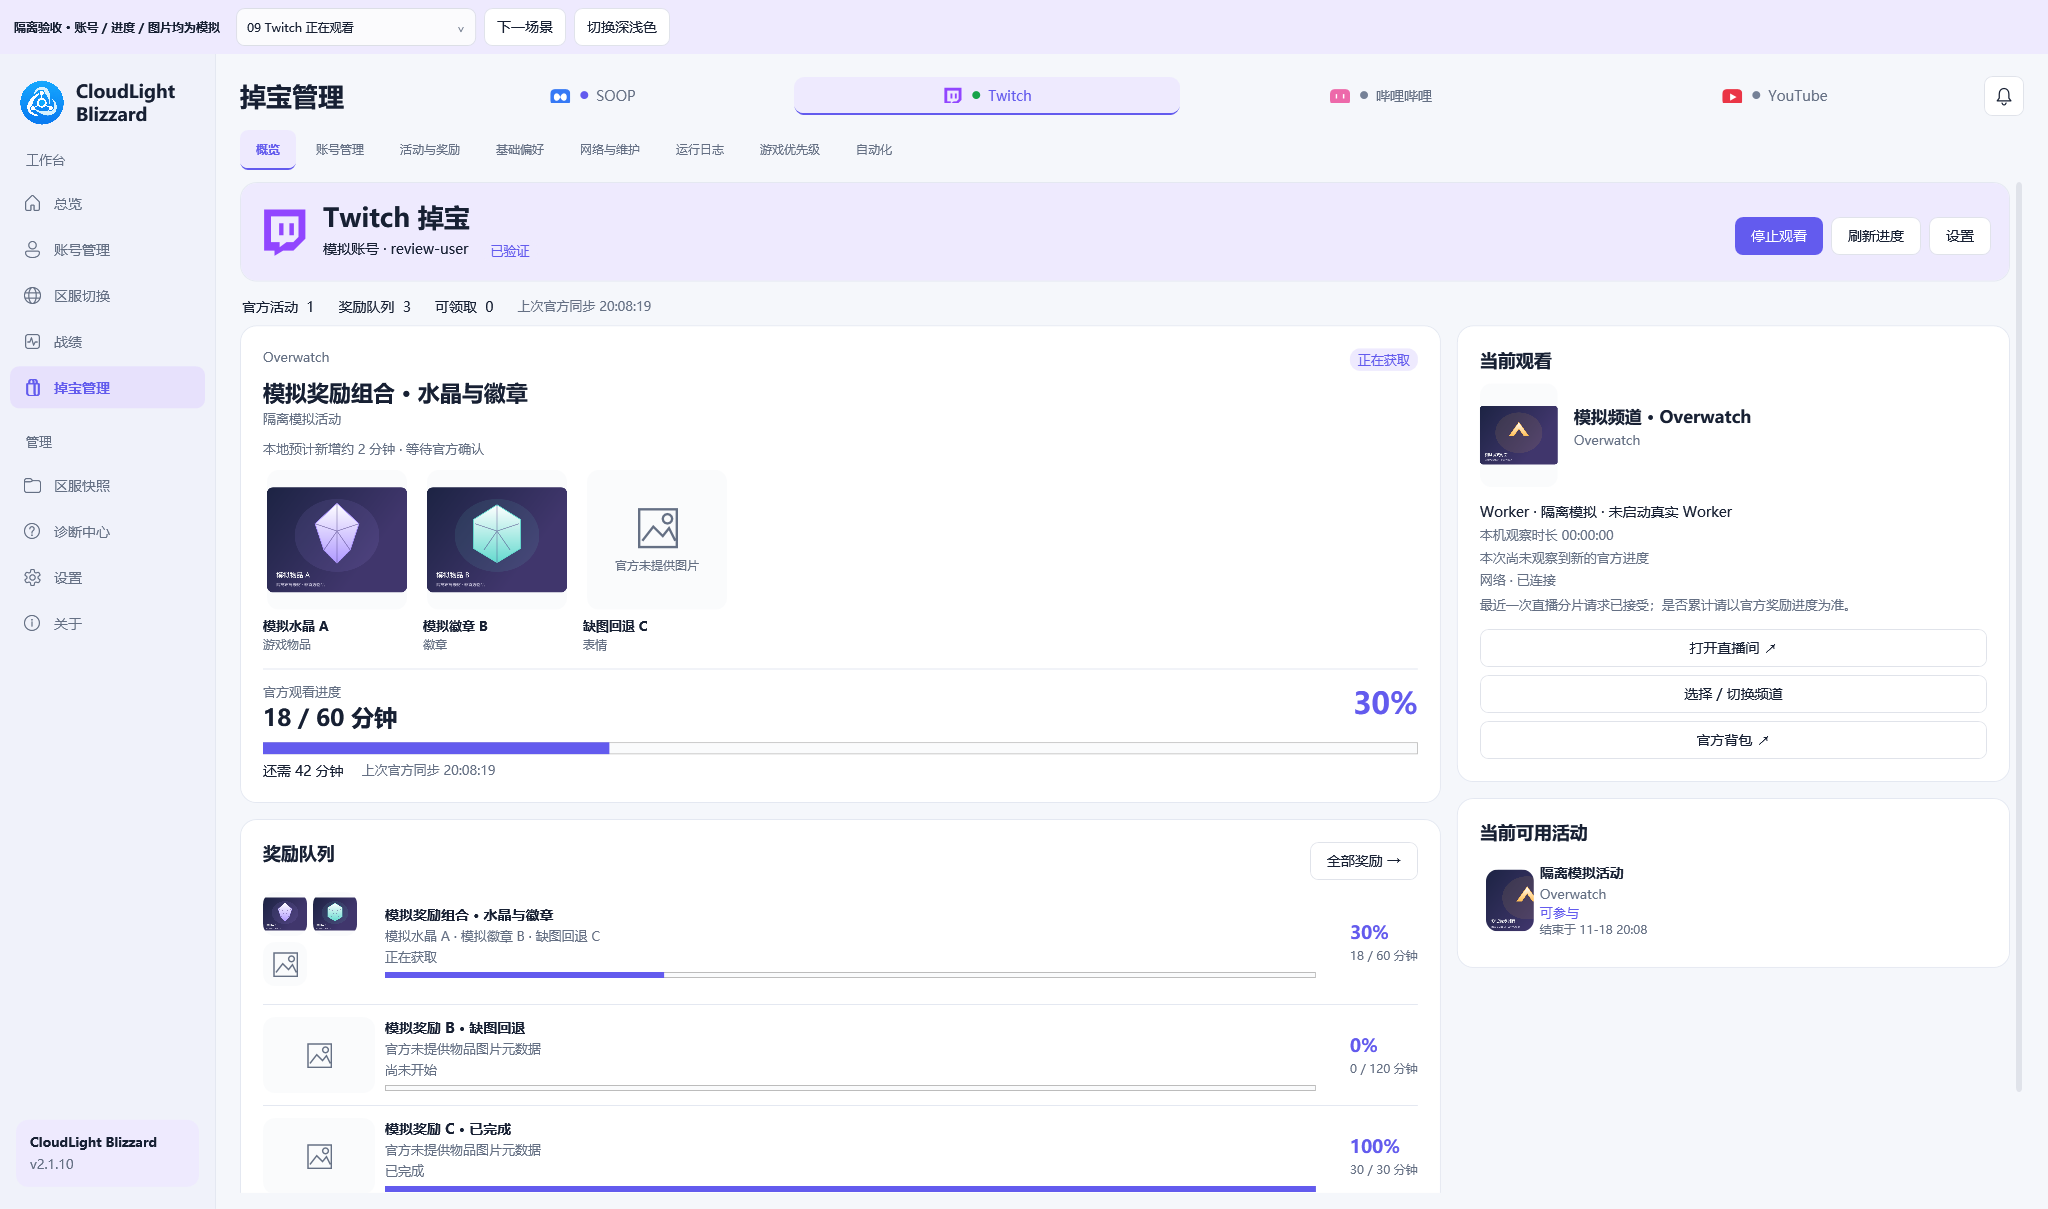 隔离验收 • 账号 / 进度 / 图片均为模拟
09 Twitch 正在观看
下一场景
切换深浅色
CloudLight Blizzard
工作台
总览
账号管理
区服切换
战绩
掉宝管理
管理
区服快照
诊断中心
设置
关于
CloudLight Blizzard
v2.1.10
掉宝管理
SOOP
Twitch
哔哩哔哩
YouTube
概览
账号管理
活动与奖励
基础偏好
网络与维护
运行日志
游戏优先级
自动化
Twitch 掉宝
模拟账号 · review-user 已验证
停止观看
刷新进度
设置
官方活动 1 奖励队列 3 可领取 0 上次官方同步 20:08:19
Overwatch
正在获取
模拟奖励组合 • 水晶与徽章
隔离模拟活动
本地预计新增约 2 分钟 · 等待官方确认
模拟物品 A
模拟物品 B
官方未提供图片
模拟水晶 A
游戏物品
模拟徽章 B
徽章
缺图回退 C
表情
官方观看进度
18 / 60 分钟
30%
还需 42 分钟 上次官方同步 20:08:19
奖励队列
全部奖励 →
模拟奖励组合 • 水晶与徽章
模拟水晶 A · 模拟徽章 B · 缺图回退 C
正在获取
30%
18 / 60 分钟
模拟奖励 B • 缺图回退
官方未提供物品图片元数据
尚未开始
0%
0 / 120 分钟
模拟奖励 C • 已完成
官方未提供物品图片元数据
已完成
100%
30 / 30 分钟
当前观看
模拟频道 • Overwatch
Overwatch
Worker · 隔离模拟 · 未启动真实 Worker
本机观察时长 00:00:00
本次尚未观察到新的官方进度
网络 · 已连接
最近一次直播分片请求已接受；是否累计请以官方奖励进度为准。
打开直播间 ↗
选择 / 切换频道
官方背包 ↗
当前可用活动
隔离模拟活动
Overwatch
可参与
结束于 11-18 20:08